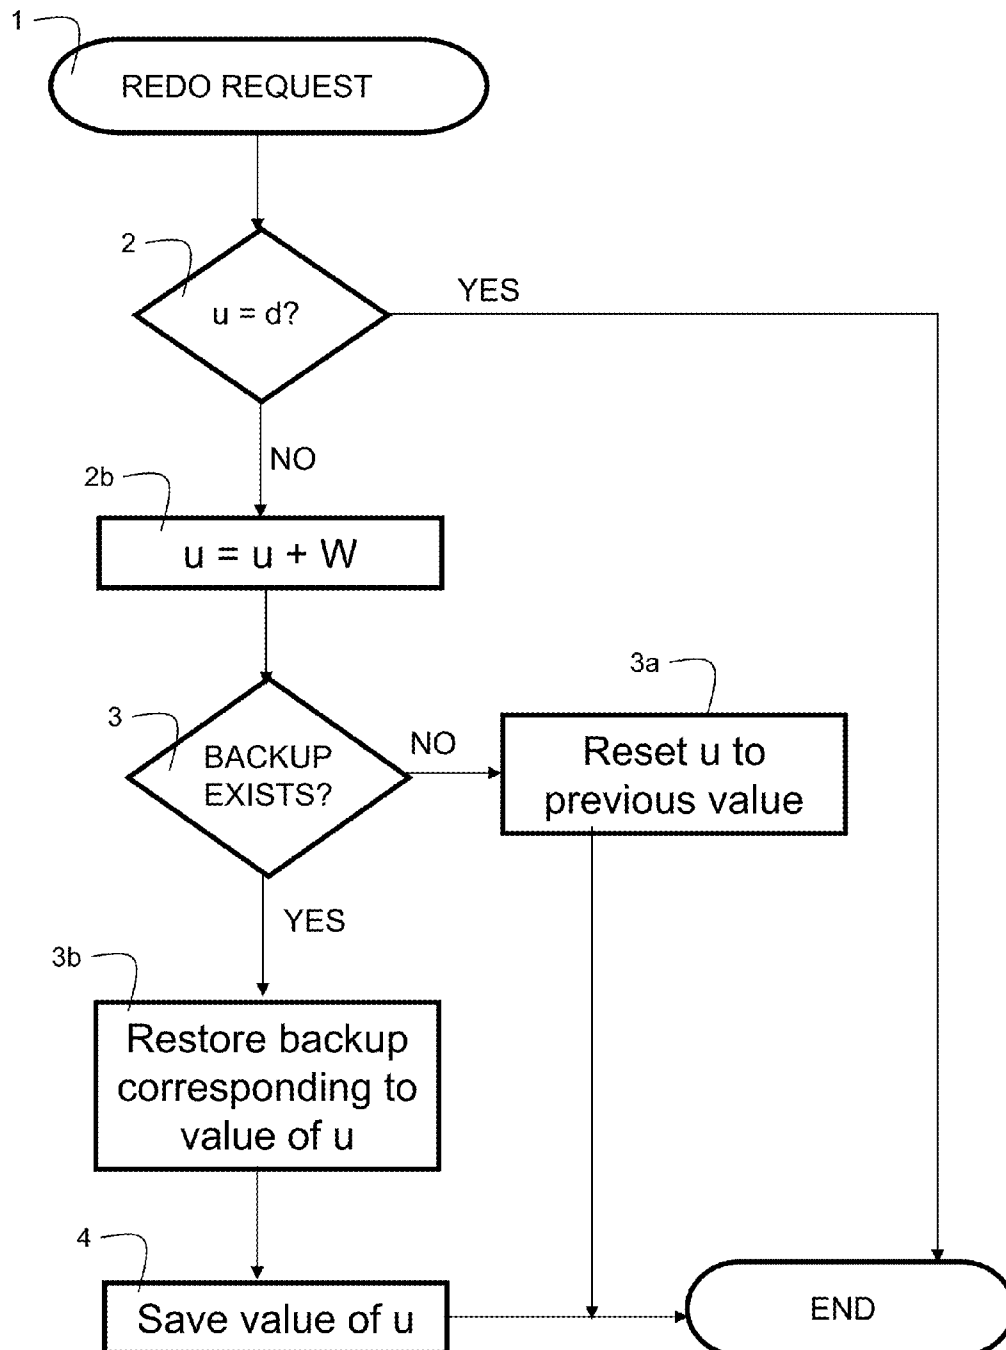 1
REDO REQUEST
2
u = d?
YES
NO
2b
u = u + W
3a
3
BACKUP
EXISTS?
NO
Reset u to
previous value
YES
3b
Restore backup
corresponding to
value of u
4
Save value of u
END